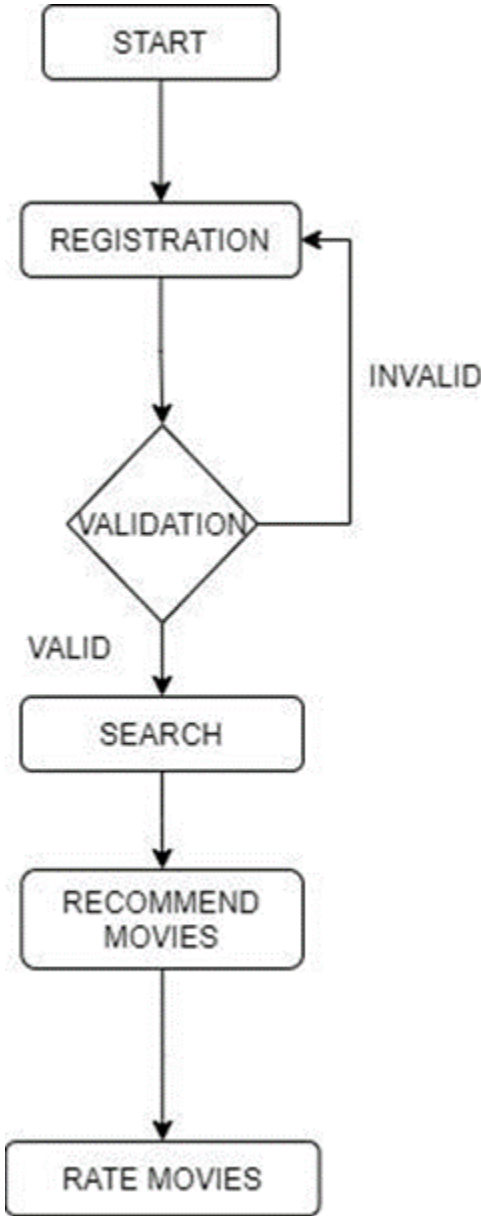 START
REGISTRATION
INVALID
VALIDATION
VALID
SEARCH
RECOMMEND
MOVIES
RATE MOVIES